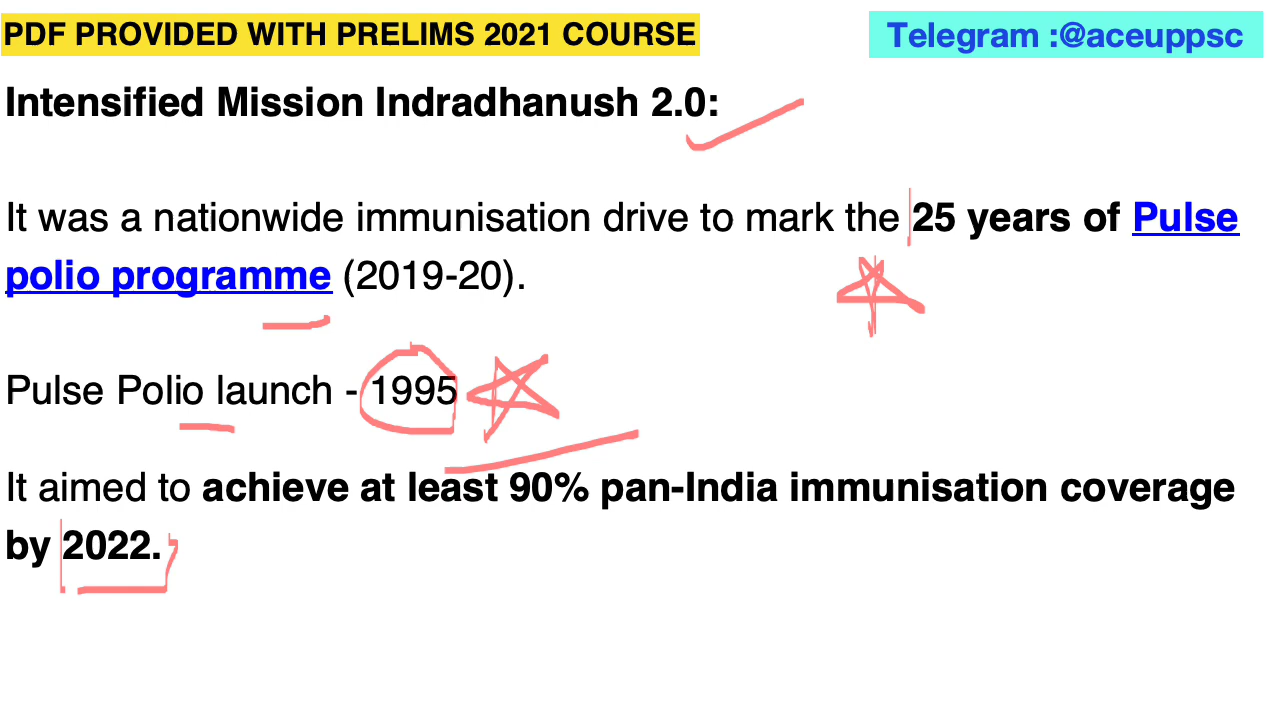 PDF PROVIDED WITH PRELIMS 2021 COURSE
Telegram :@aceuppsc
Intensified Mission Indradhanush 2.0:
It was a nationwide immunisation drive to mark the 25 years of Pulse
polio programme (2019-20).
Pulse Polio launch - 1995
It aimed to achieve at least 90% pan-India immunisation coverage
by 2022.